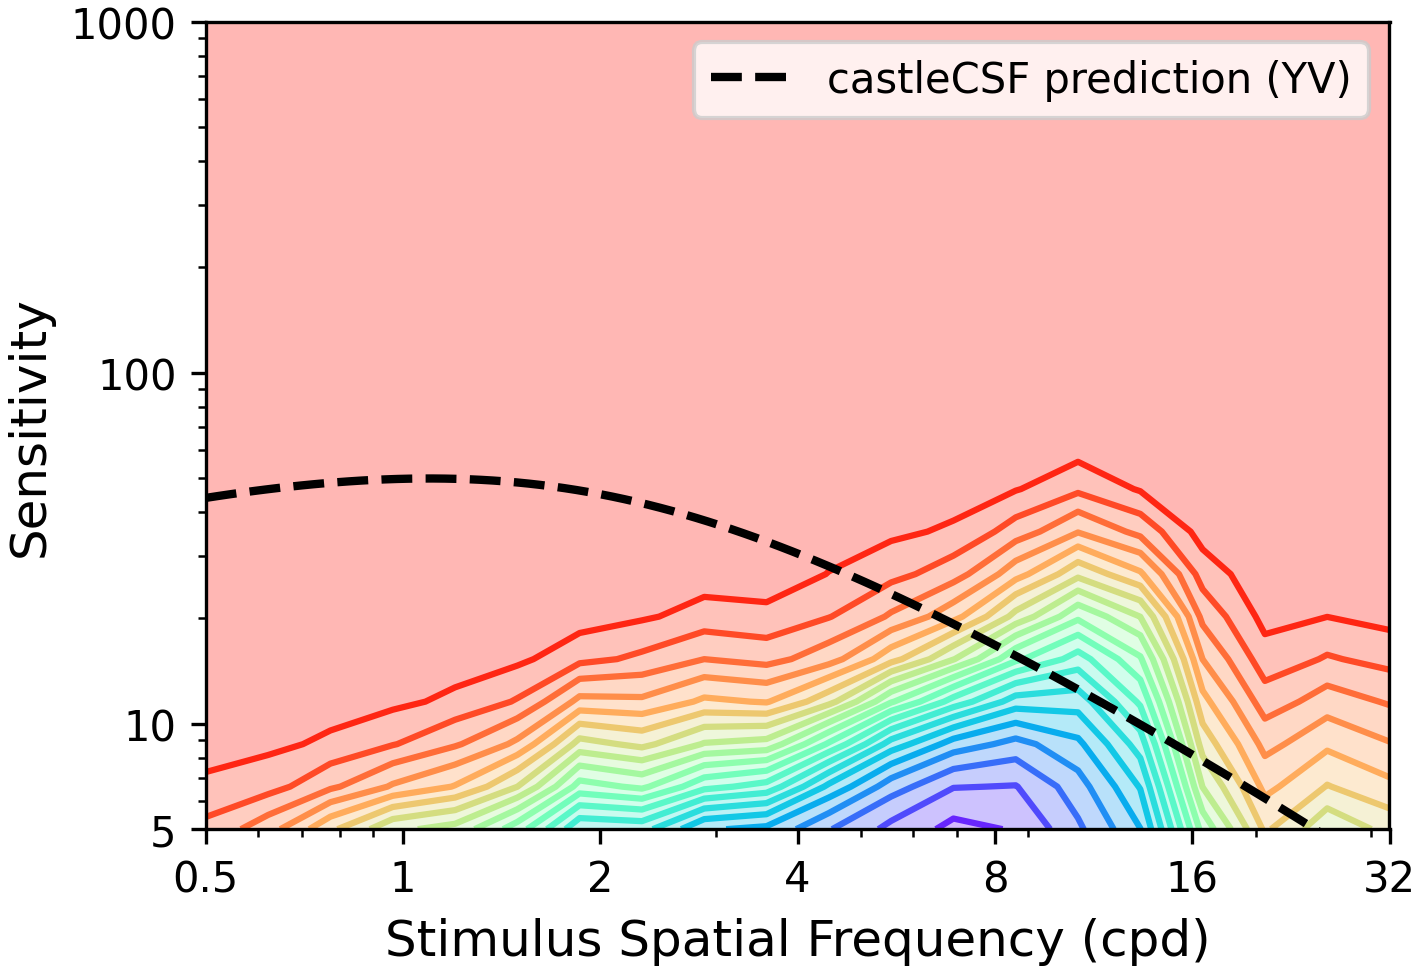 castleCSF prediction (YV)
Sensitivity
1000
100
10
5
0.5 1 2 4 8 16 32
Stimulus Spatial Frequency (cpd)